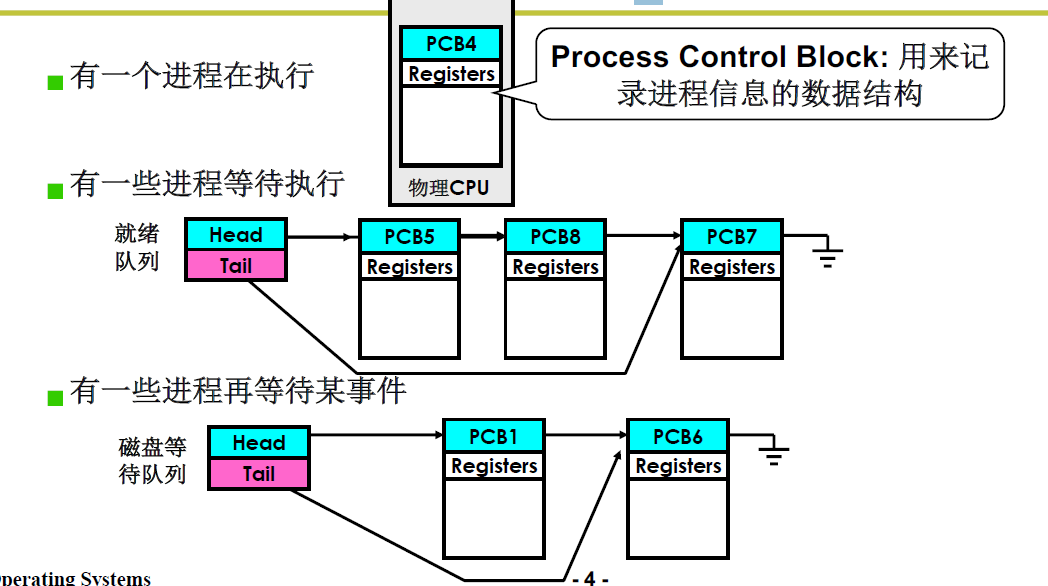 PCB4
Registers
物理CPU
Process Control Block: 用来记
录进程信息的数据结构
有一个进程在执行
有一些进程等待执行
就绪
队列
Head
Tail
PCB5
Registers
PCB8
Registers
PCB7
Registers
有一些进程再等待某事件
磁盘等
待队列
Head
Tail
PCB1
Registers
PCB6
Registers
perating Systems
- 4 -